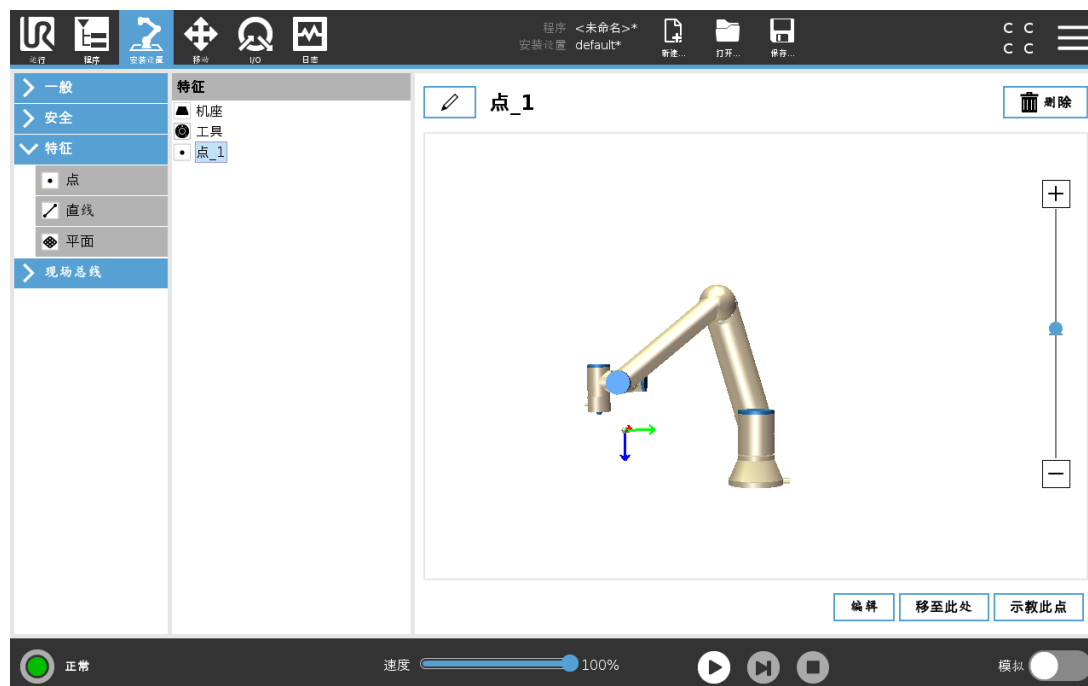 UR
运行
程序
安装设置
移动
I/O
日志
程序 <未命名>*
安装设置 default*
新建...
打开...
保存...
C C
C C
一般
安全
特征
点
直线
平面
现场总线
特征
机座
工具
点_1
点_1
删除
编辑
移至此处
示教此点
正常
速度
100%
模拟